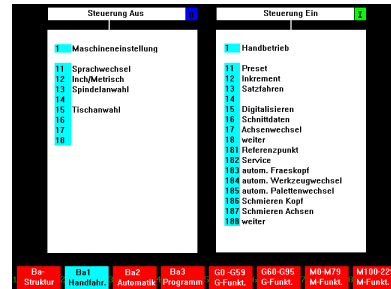 Steuerung Aus
0
1 Maschineneinstellung
11 Sprachwechsel
12 Inch/Metrisch
13 Spindelanwahl
14
15 Tischanwahl
16
17
18
Steuerung Ein
I
1 Handbetrieb
11 Preset
12 Inkrement
13 Satzfahren
14
15 Digitalisieren
16 Schnittdaten
17 Achsenwechsel
18 weiter
181 Referenzpunkt
182 Service
183 autom. Fraeskopf
184 autom. Werkzeugwechsel
185 autom. Palettenwechsel
186 Schmieren Kopf
187 Schmieren Achsen
188 weiter
Ba- Ba1 Ba2 Ba3 G0 -G59 G60-G95 M0-M79 M100-22
Struktur Handfahr. Automatik Programm G-Funkt. G-Funkt. M-Funkt. M-Funkt.